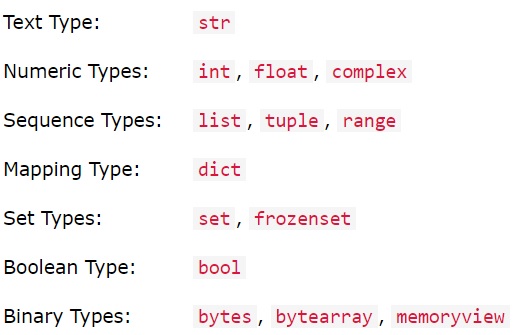 Text Type: str
Numeric Types: int, float, complex
Sequence Types: list, tuple, range
Mapping Type: dict
Set Types: set, frozenset
Boolean Type: bool
Binary Types: bytes, bytearray, memoryview